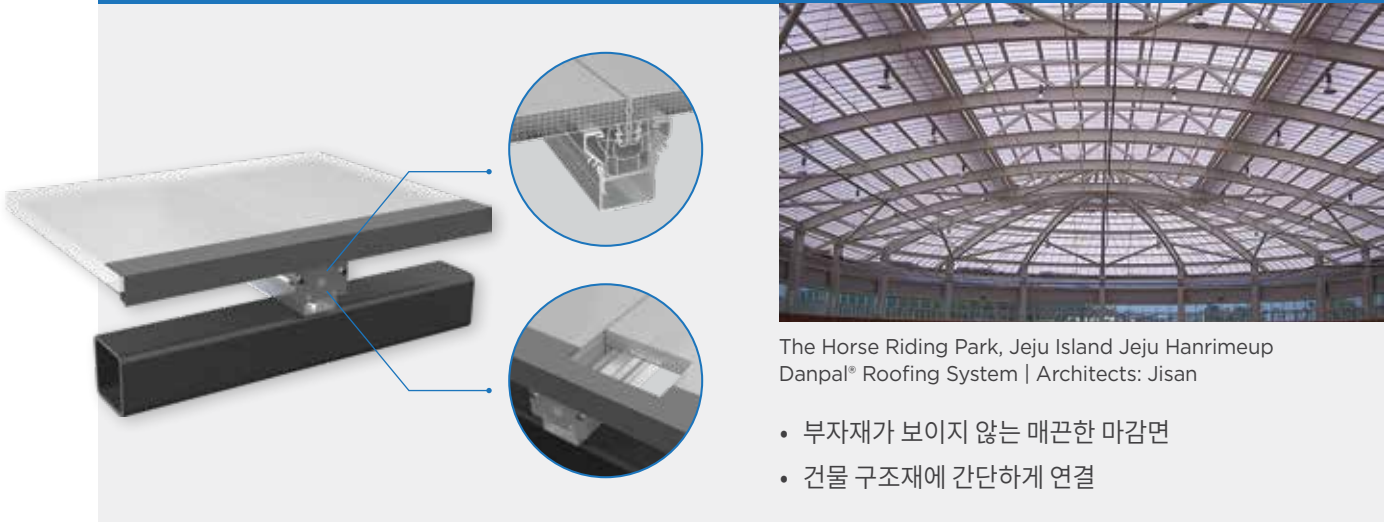 The Horse Riding Park, Jeju Island Jeju Hanrimeup
Danpal® Roofing System | Architects: Jisan
• 부자재가 보이지 않는 매끈한 마감면
• 건물 구조재에 간단하게 연결